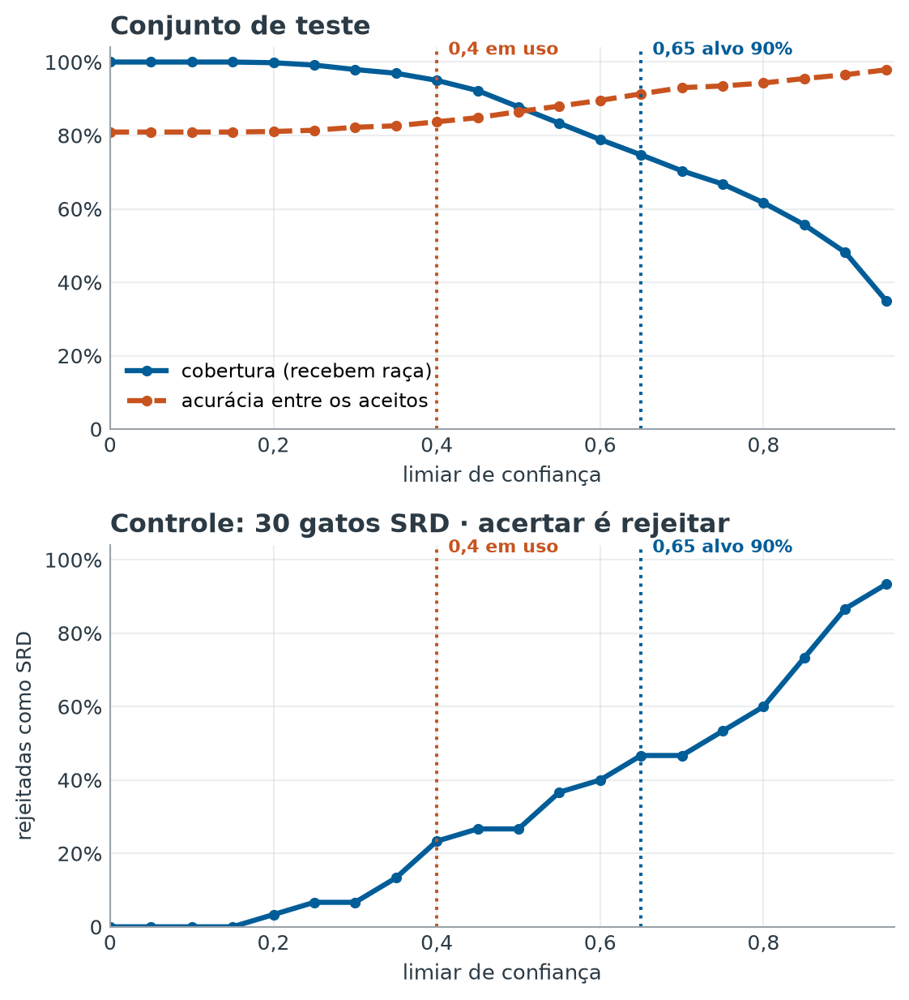 Conjunto de teste
0,4 em uso
0,65 alvo 90%
100%
80%
60%
40%
20%
0
cobertura (recebem raça)
acurácia entre os aceitos
0
0,2
0,4
0,6
0,8
limiar de confiança
Controle: 30 gatos SRD · acertar é rejeitar
0,4 em uso
0,65 alvo 90%
rejeitadas como SRD
100%
80%
60%
40%
20%
0
0
0,2
0,4
0,6
0,8
limiar de confiança